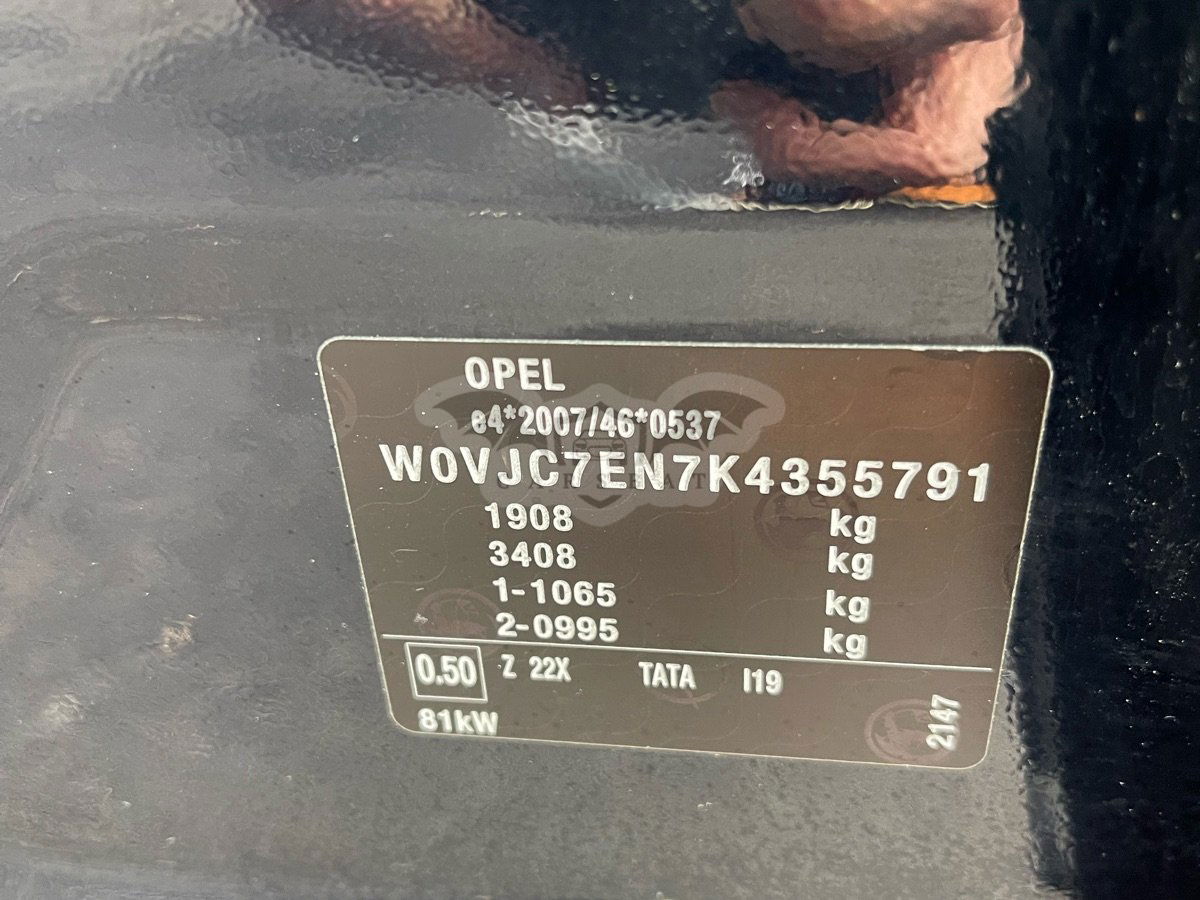 OPEL
e4*2007/46*0537
W0VJC7EN7K4355791
1908 kg
3408 kg
1-1065 kg
2-0995 kg
0.50 Z 22X TATA I19
81kW
2147